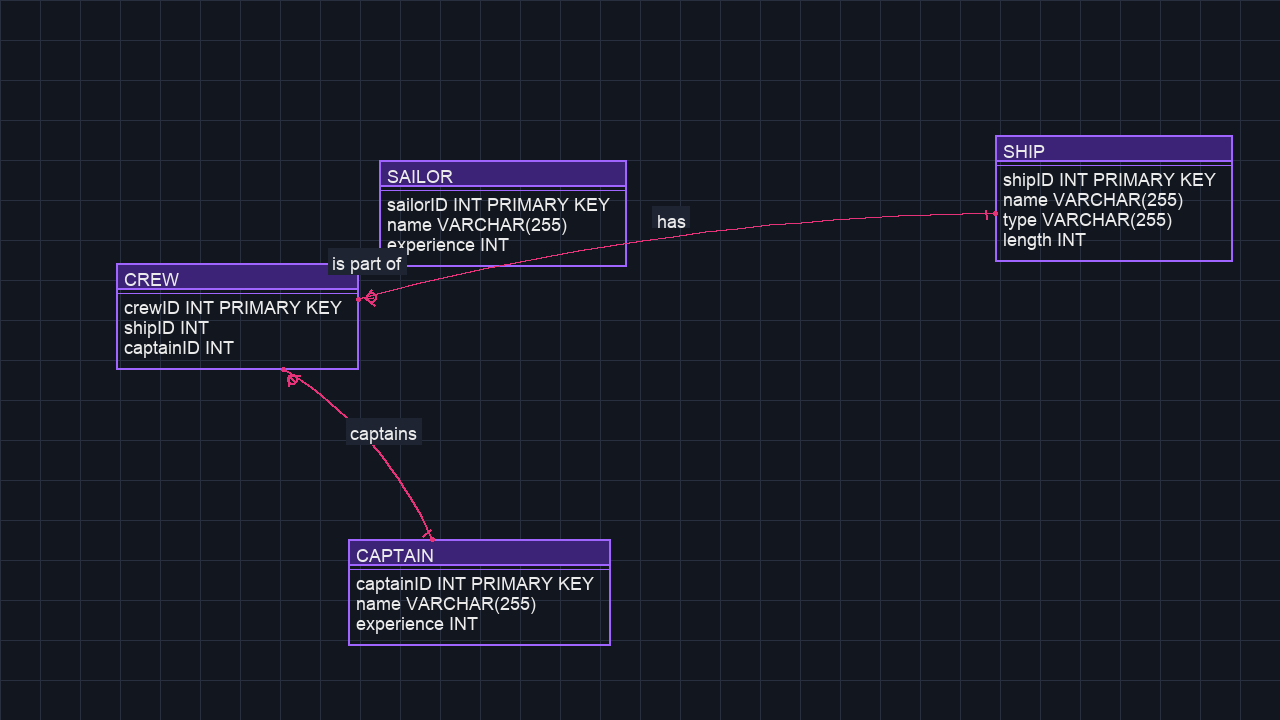 SHIP
shipID INT PRIMARY KEY
name VARCHAR(255)
type VARCHAR(255)
length INT
SAILOR
sailorID INT PRIMARY KEY
name VARCHAR(255)
experience INT
has
is part of
CREW
crewID INT PRIMARY KEY
shipID INT
captainID INT
captains
CAPTAIN
captainID INT PRIMARY KEY
name VARCHAR(255)
experience INT